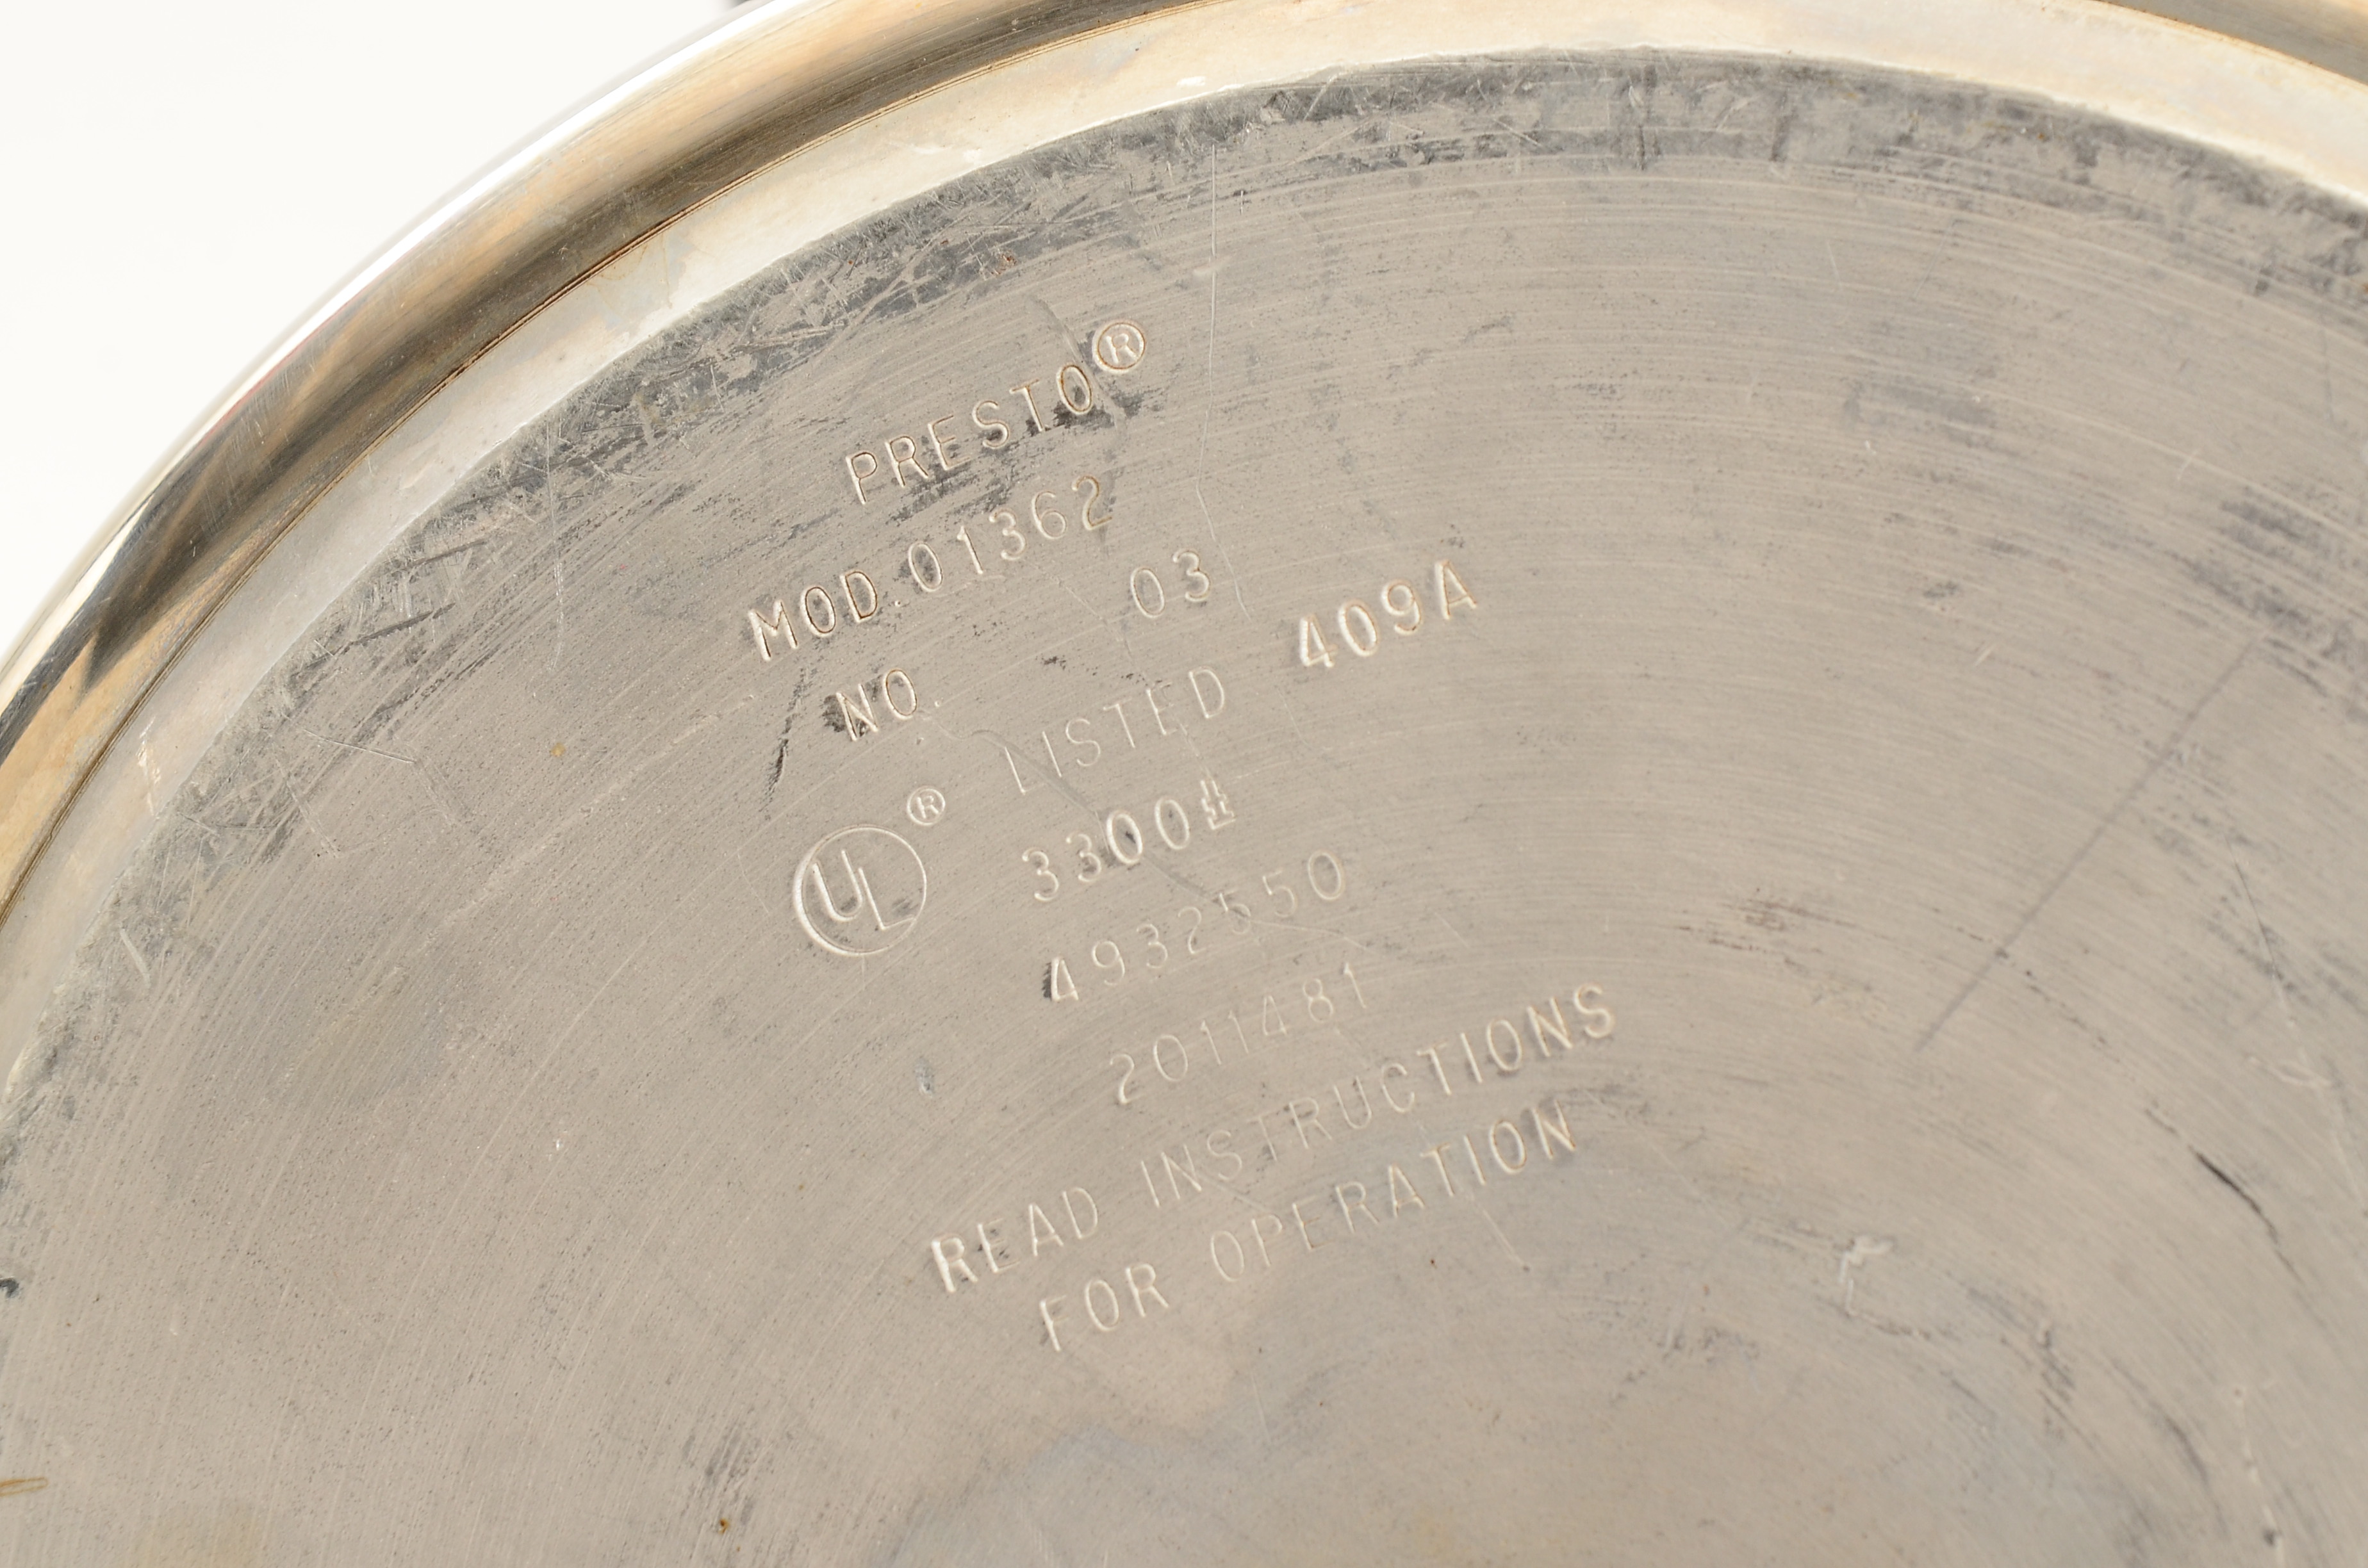 PRESTO®
MOD.01362
NO. 03
UL® LISTED 409A
3300#
4932550
2011481
READ INSTRUCTIONS
FOR OPERATION